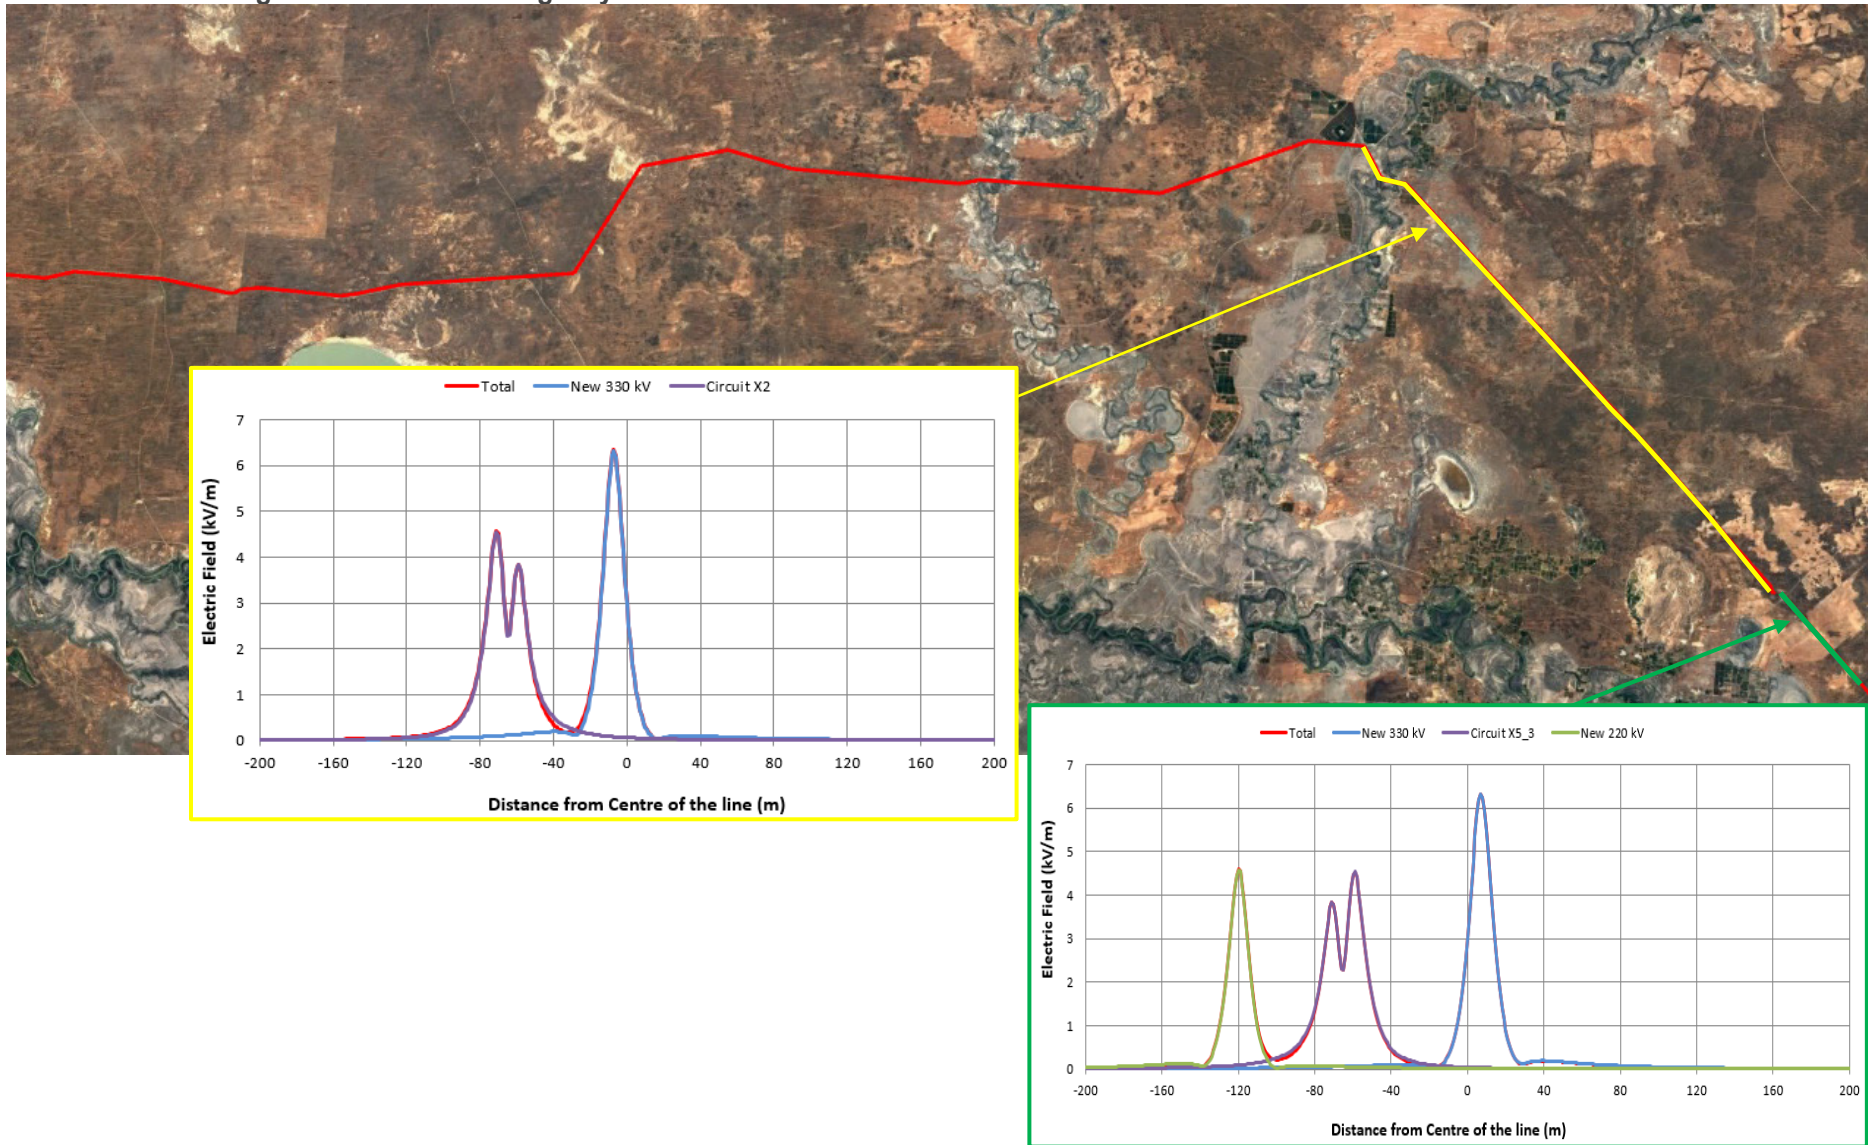 Total New 330 kV Circuit X2
Electric Field (kV/m)
7
6
5
4
3
2
1
0
-200 -160 -120 -80 -40 0 40 80 120 160 200
Distance from Centre of the line (m)
Total New 330 kV Circuit X5_3 New 220 kV
Electric Field (kV/m)
7
6
5
4
3
2
1
0
-200 -160 -120 -80 -40 0 40 80 120 160 200
Distance from Centre of the line (m)